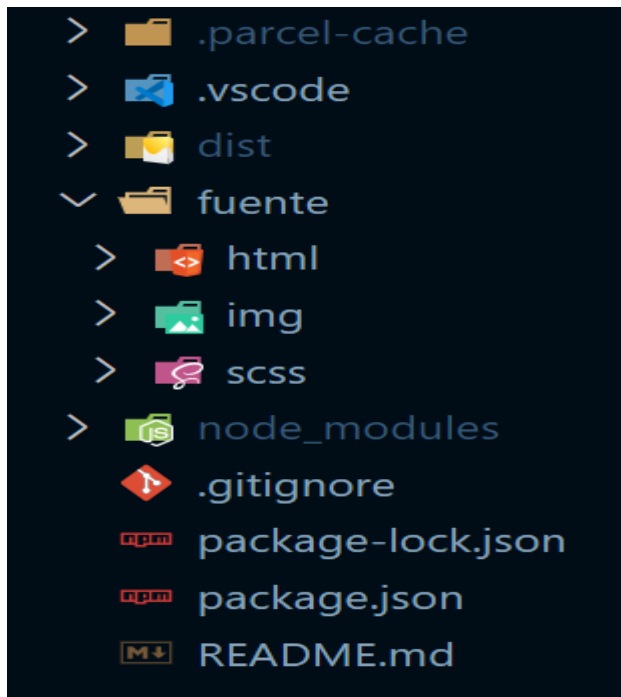 .parcel-cache
.vscode
dist
fuente
html
img
scss
node_modules
.gitignore
package-lock.json
package.json
README.md